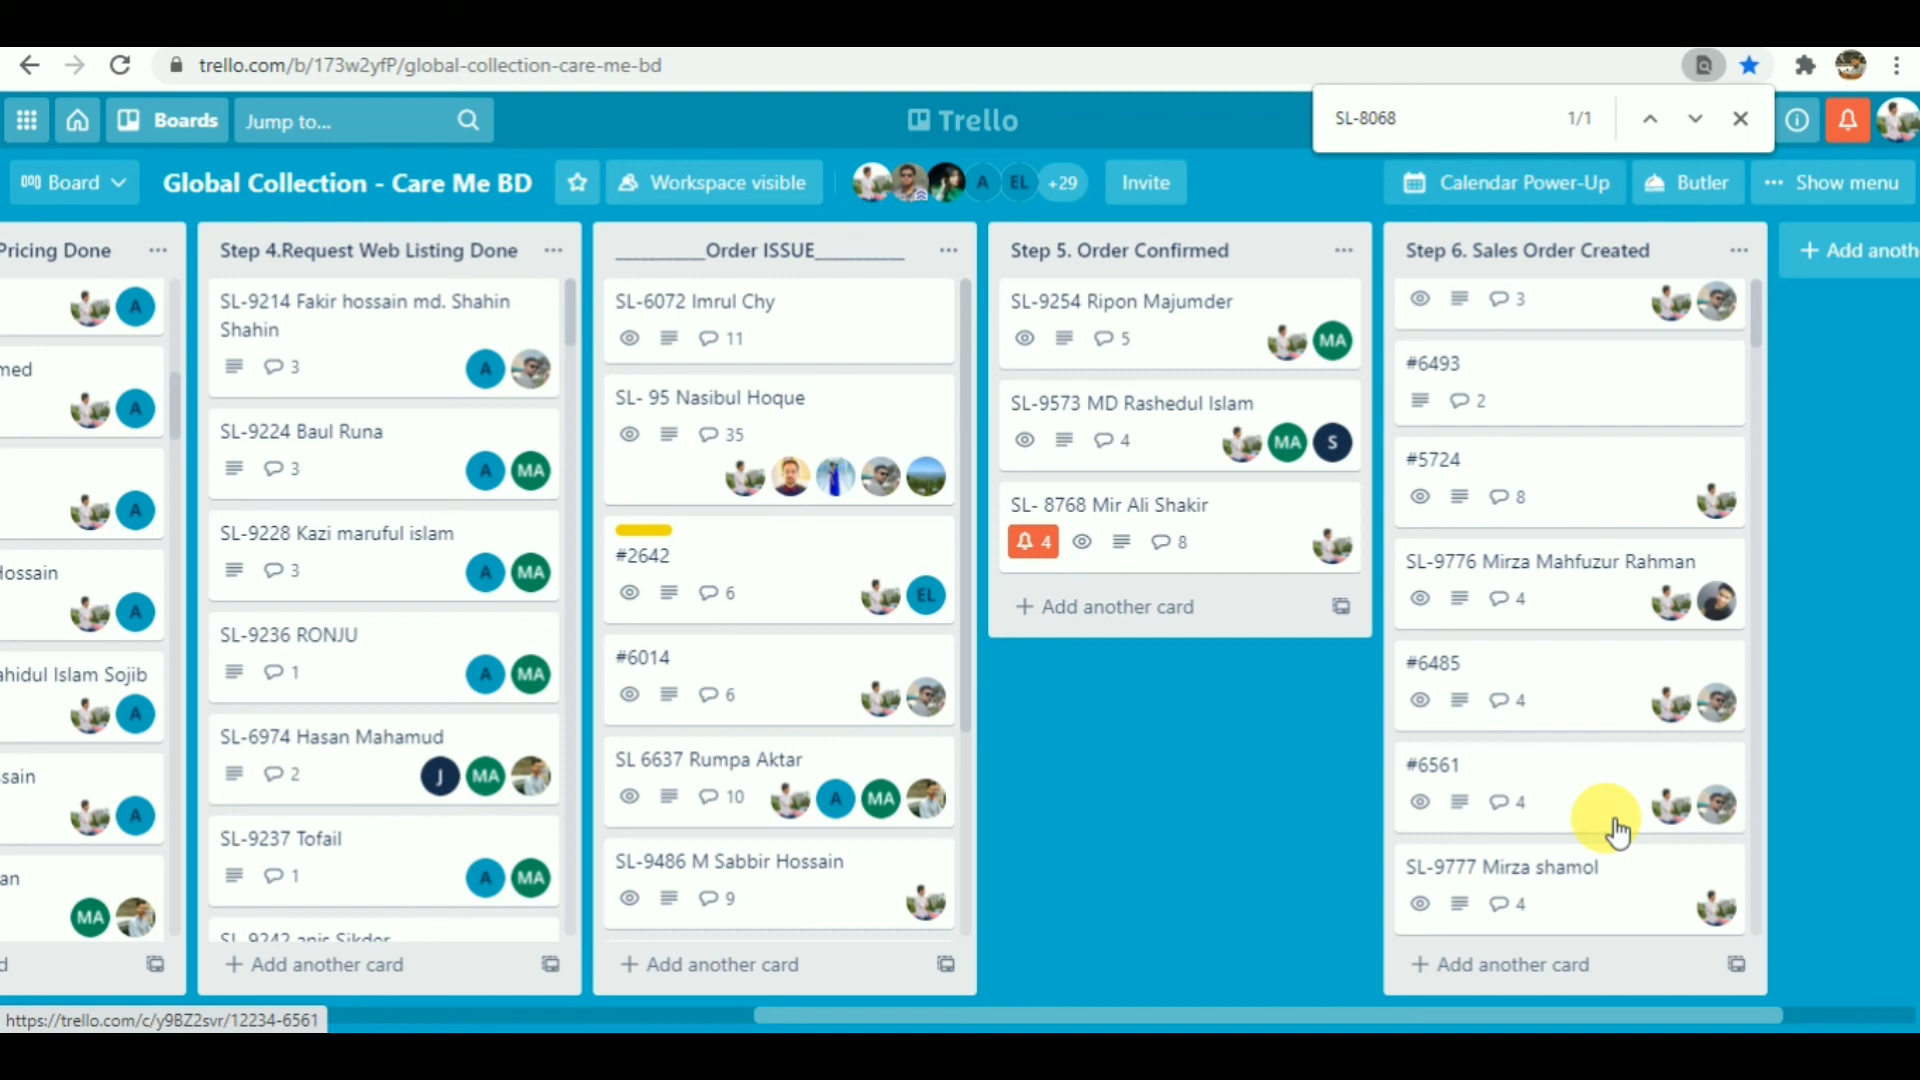 trello.com/b/173w2yfP/global-collection-care-me-bd
SL-8068 1/1
Boards Jump to... Trello
Board Global Collection - Care Me BD Workspace visible A EL +29 Invite Calendar Power-Up Butler ... Show menu
Pricing Done ...
A
med
A
A
Hossain
A
ahidul Islam Sojib
A
sain
A
an
MA
d
Step 4.Request Web Listing Done ...
SL-9214 Fakir hossain md. Shahin
Shahin
3 A
SL-9224 Baul Runa
3 A MA
SL-9228 Kazi maruful islam
3 A MA
SL-9236 RONJU
1 A MA
SL-6974 Hasan Mahamud
2 J MA
SL-9237 Tofail
1 A MA
SL-9242 anis Sikder
+ Add another card
__________Order ISSUE__________ ...
SL-6072 Imrul Chy
11
SL- 95 Nasibul Hoque
35
#2642
6 EL
#6014
6
SL 6637 Rumpa Aktar
10 A MA
SL-9486 M Sabbir Hossain
9
+ Add another card
Step 5. Order Confirmed ...
SL-9254 Ripon Majumder
5 MA
SL-9573 MD Rashedul Islam
4 MA S
SL- 8768 Mir Ali Shakir
4 8
+ Add another card
Step 6. Sales Order Created ...
3
#6493
2
#5724
8
SL-9776 Mirza Mahfuzur Rahman
4
#6485
4
#6561
4
SL-9777 Mirza shamol
4
+ Add another card
+ Add anoth
https://trello.com/c/y9BZ2svr/12234-6561